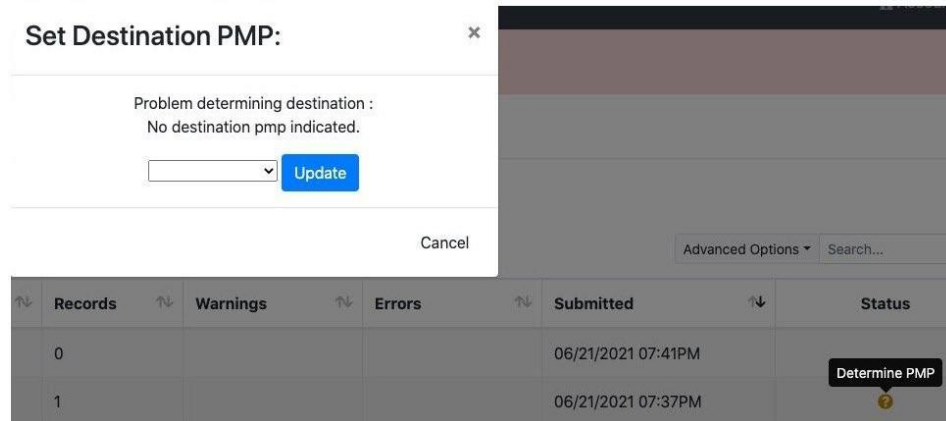 Set Destination PMP:
×
Problem determining destination :
No destination pmp indicated.
Update
Cancel
Advanced Options
Search...
Records
Warnings
Errors
Submitted
Status
0
06/21/2021 07:41PM
Determine PMP
1
06/21/2021 07:37PM
?